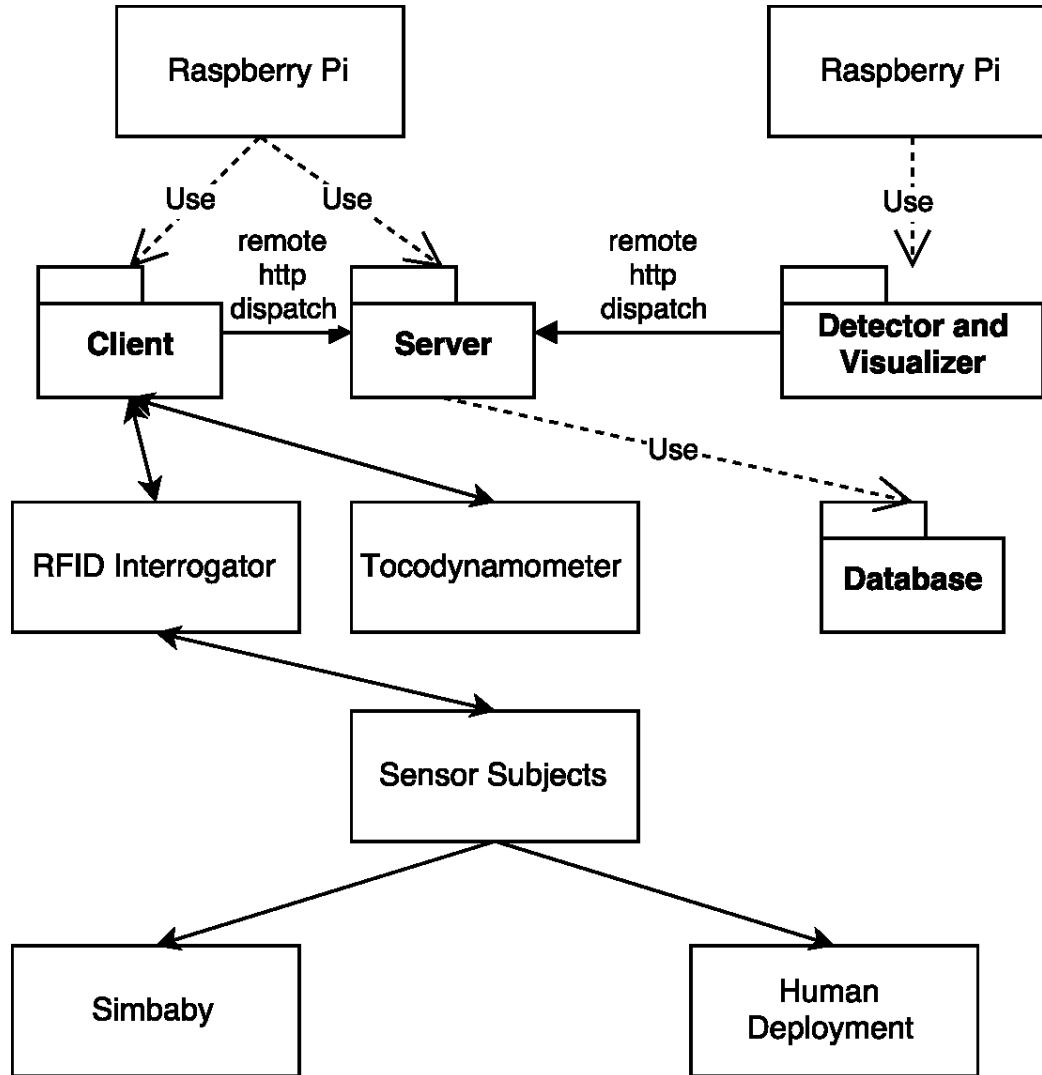 Raspberry Pi
Raspberry Pi
Use
Use
Use
remote
http
dispatch
remote
http
dispatch
Client
Server
Detector and
Visualizer
Use
RFID Interrogator
Tocodynamometer
Database
Sensor Subjects
Simbaby
Human
Deployment